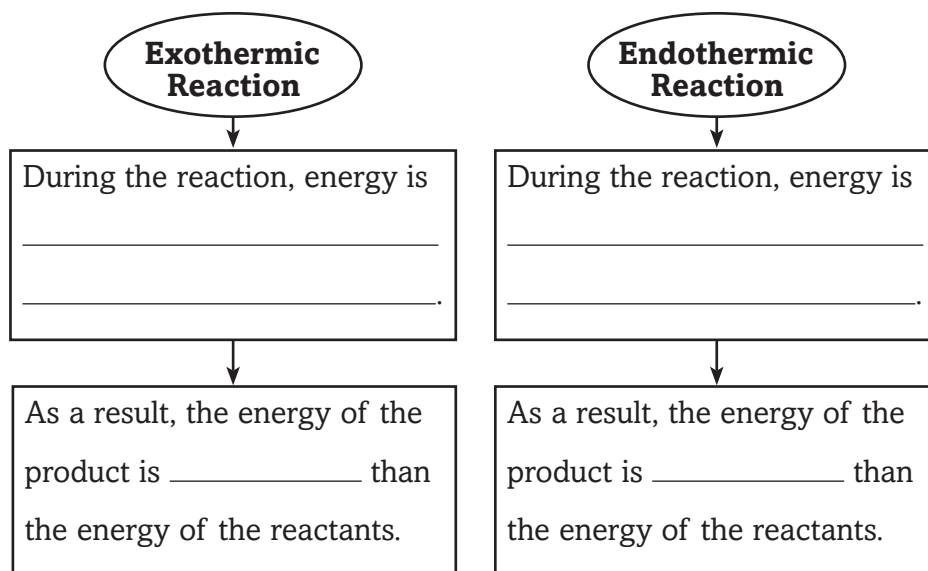 Exothermic
Reaction
During the reaction, energy is
.
As a result, the energy of the
product is ____________ than
the energy of the reactants.
Endothermic
Reaction
During the reaction, energy is
.
As a result, the energy of the
product is ____________ than
the energy of the reactants.